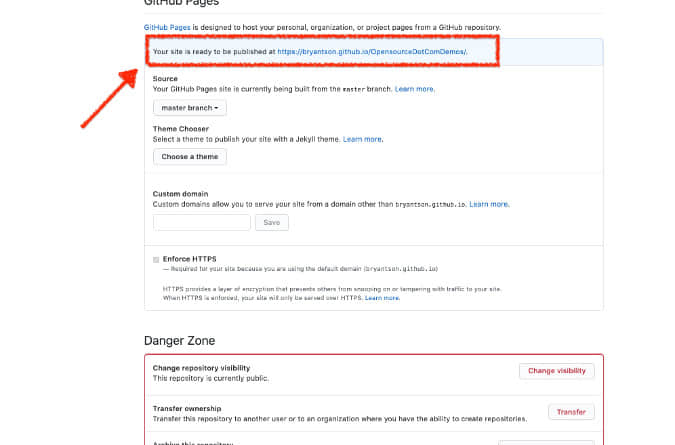 GitHub Pages
GitHub Pages is designed to host your personal, organization, or project pages from a GitHub repository.
Your site is ready to be published at https://bryantson.github.io/OpensourceDotComDemos/.
Source
Your GitHub Pages site is currently being built from the master branch. Learn more.
master branch
Theme Chooser
Select a theme to publish your site with a Jekyll theme. Learn more.
Choose a theme
Custom domain
Custom domains allow you to serve your site from a domain other than bryantson.github.io. Learn more.
Save
Enforce HTTPS
— Required for your site because you are using the default domain (bryantson.github.io)
HTTPS provides a layer of encryption that prevents others from snooping on or tampering with traffic to your site.
When HTTPS is enforced, your site will only be served over HTTPS. Learn more.
Danger Zone
Change repository visibility
This repository is currently public.
Change visibility
Transfer ownership
Transfer this repository to another user or to an organization where you have the ability to create repositories.
Transfer
Archive this repository